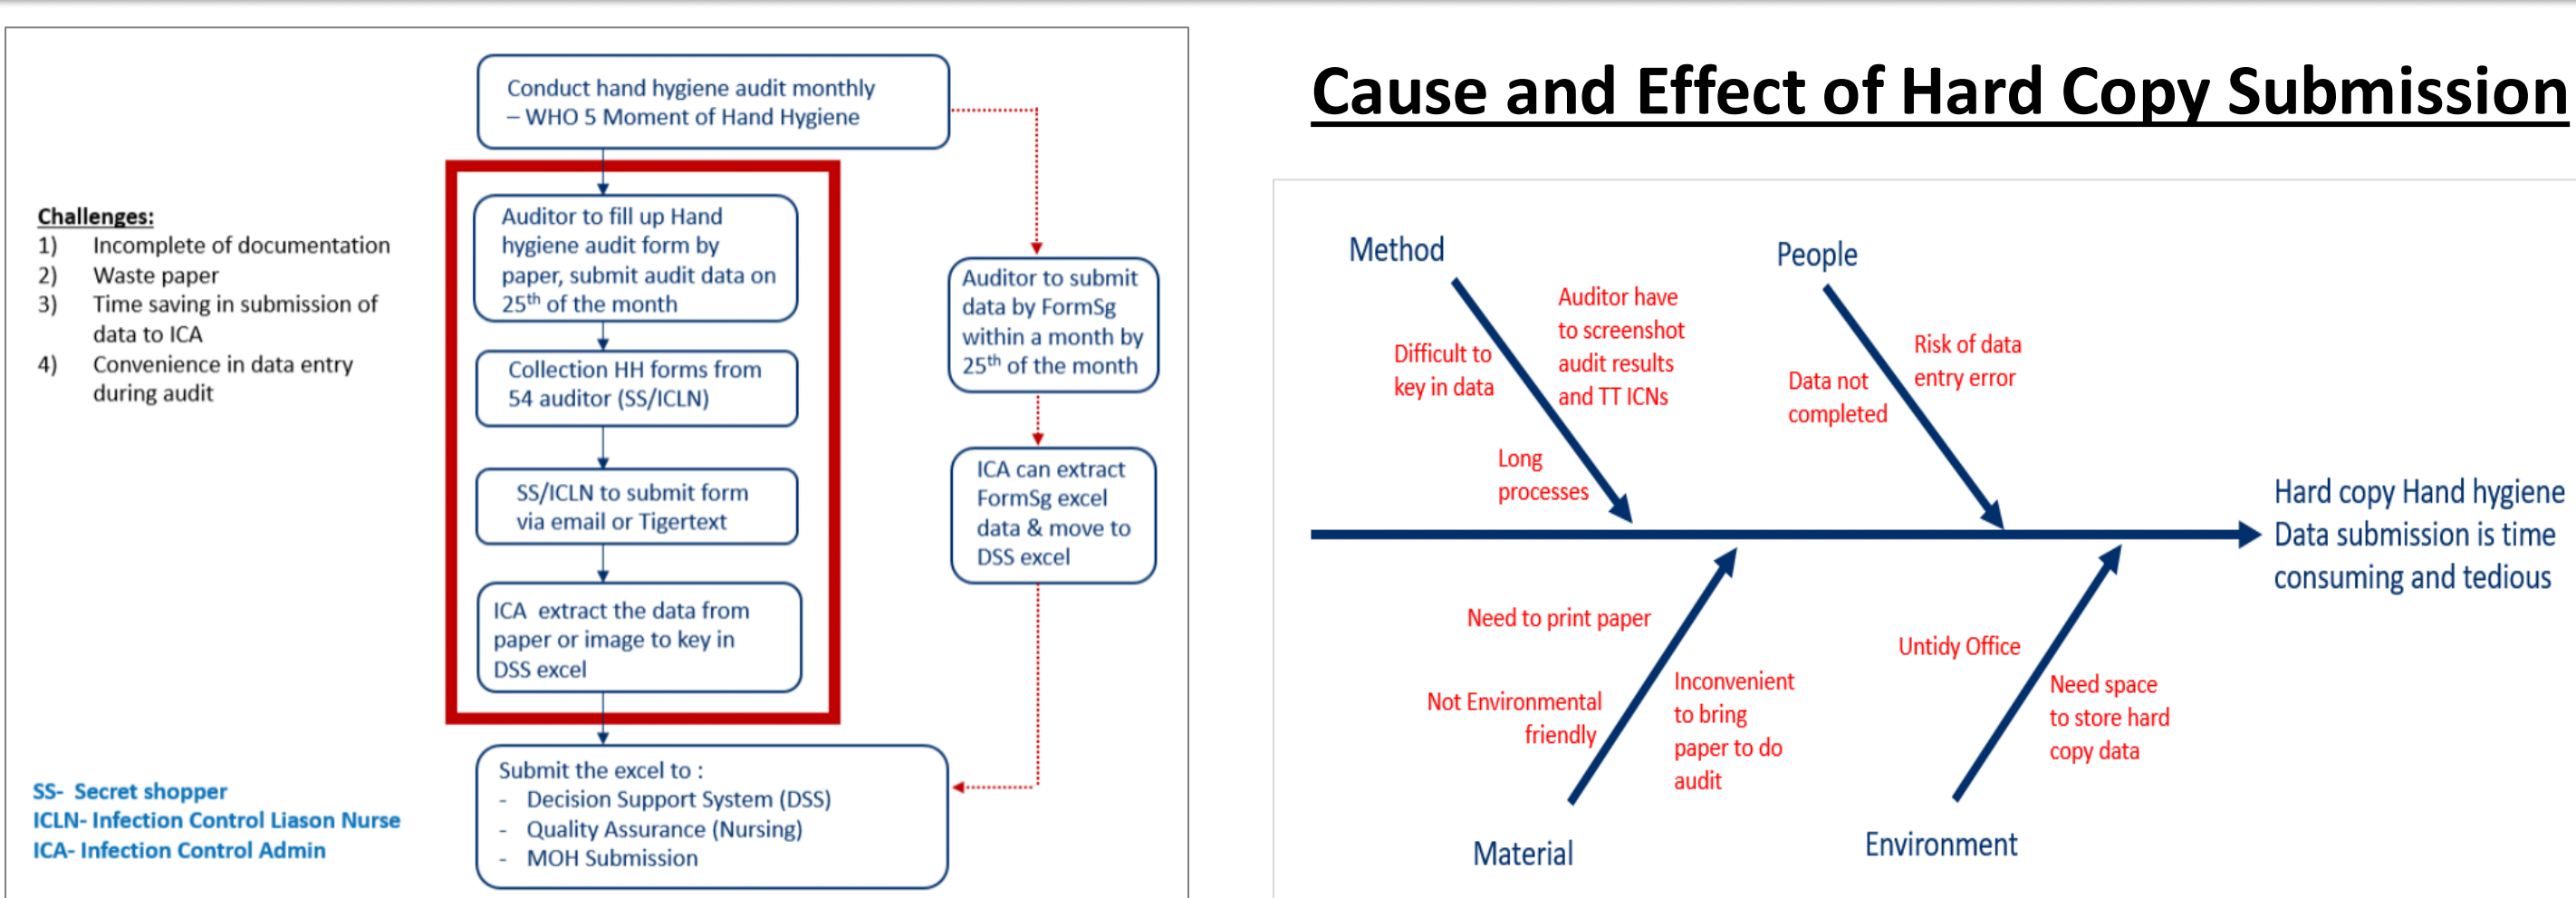 Conduct hand hygiene audit monthly
– WHO 5 Moment of Hand Hygiene
Challenges:
1) Incomplete of documentation
2) Waste paper
3) Time saving in submission of
data to ICA
4) Convenience in data entry
during audit
Auditor to fill up Hand
hygiene audit form by
paper, submit audit data on
25th of the month
Collection HH forms from
54 auditor (SS/ICLN)
SS/ICLN to submit form
via email or Tigertext
ICA extract the data from
paper or image to key in
DSS excel
Auditor to submit
data by FormSg
within a month by
25th of the month
ICA can extract
FormSg excel
data & move to
DSS excel
Submit the excel to :
- Decision Support System (DSS)
- Quality Assurance (Nursing)
- MOH Submission
SS- Secret shopper
ICLN- Infection Control Liason Nurse
ICA- Infection Control Admin
Cause and Effect of Hard Copy Submission
Method
Difficult to
key in data
Auditor have
to screenshot
audit results
and TT ICNs
Long
processes
People
Data not
completed
Risk of data
entry error
Hard copy Hand hygiene
Data submission is time
consuming and tedious
Need to print paper
Not Environmental
friendly
Inconvenient
to bring
paper to do
audit
Material
Untidy Office
Need space
to store hard
copy data
Environment